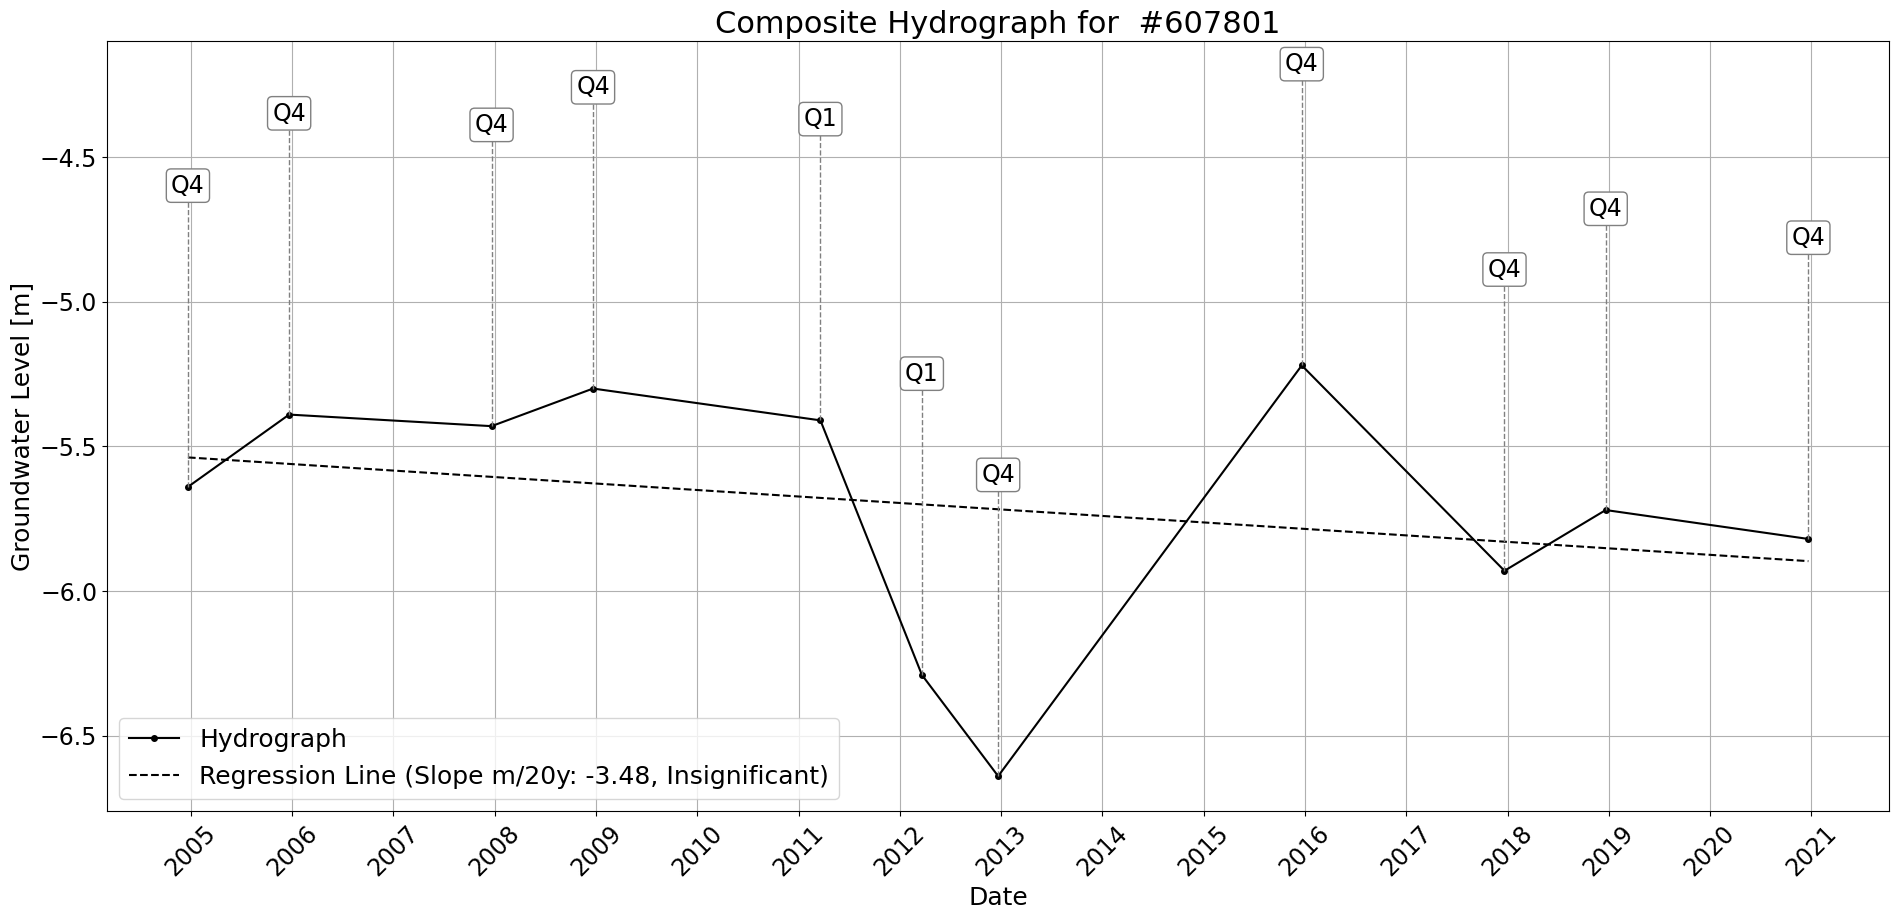 Composite Hydrograph for  #607801
Q4
Q4
Q4
Q4
Q1
Q1
Q4
Q4
Q4
Q4
Q4
Groundwater Level [m]
−4.5
−5.0
−5.5
−6.0
−6.5
Hydrograph
Regression Line (Slope m/20y: -3.48, Insignificant)
2005
2006
2007
2008
2009
2010
2011
2012
2013
2014
2015
2016
2017
2018
2019
2020
2021
Date